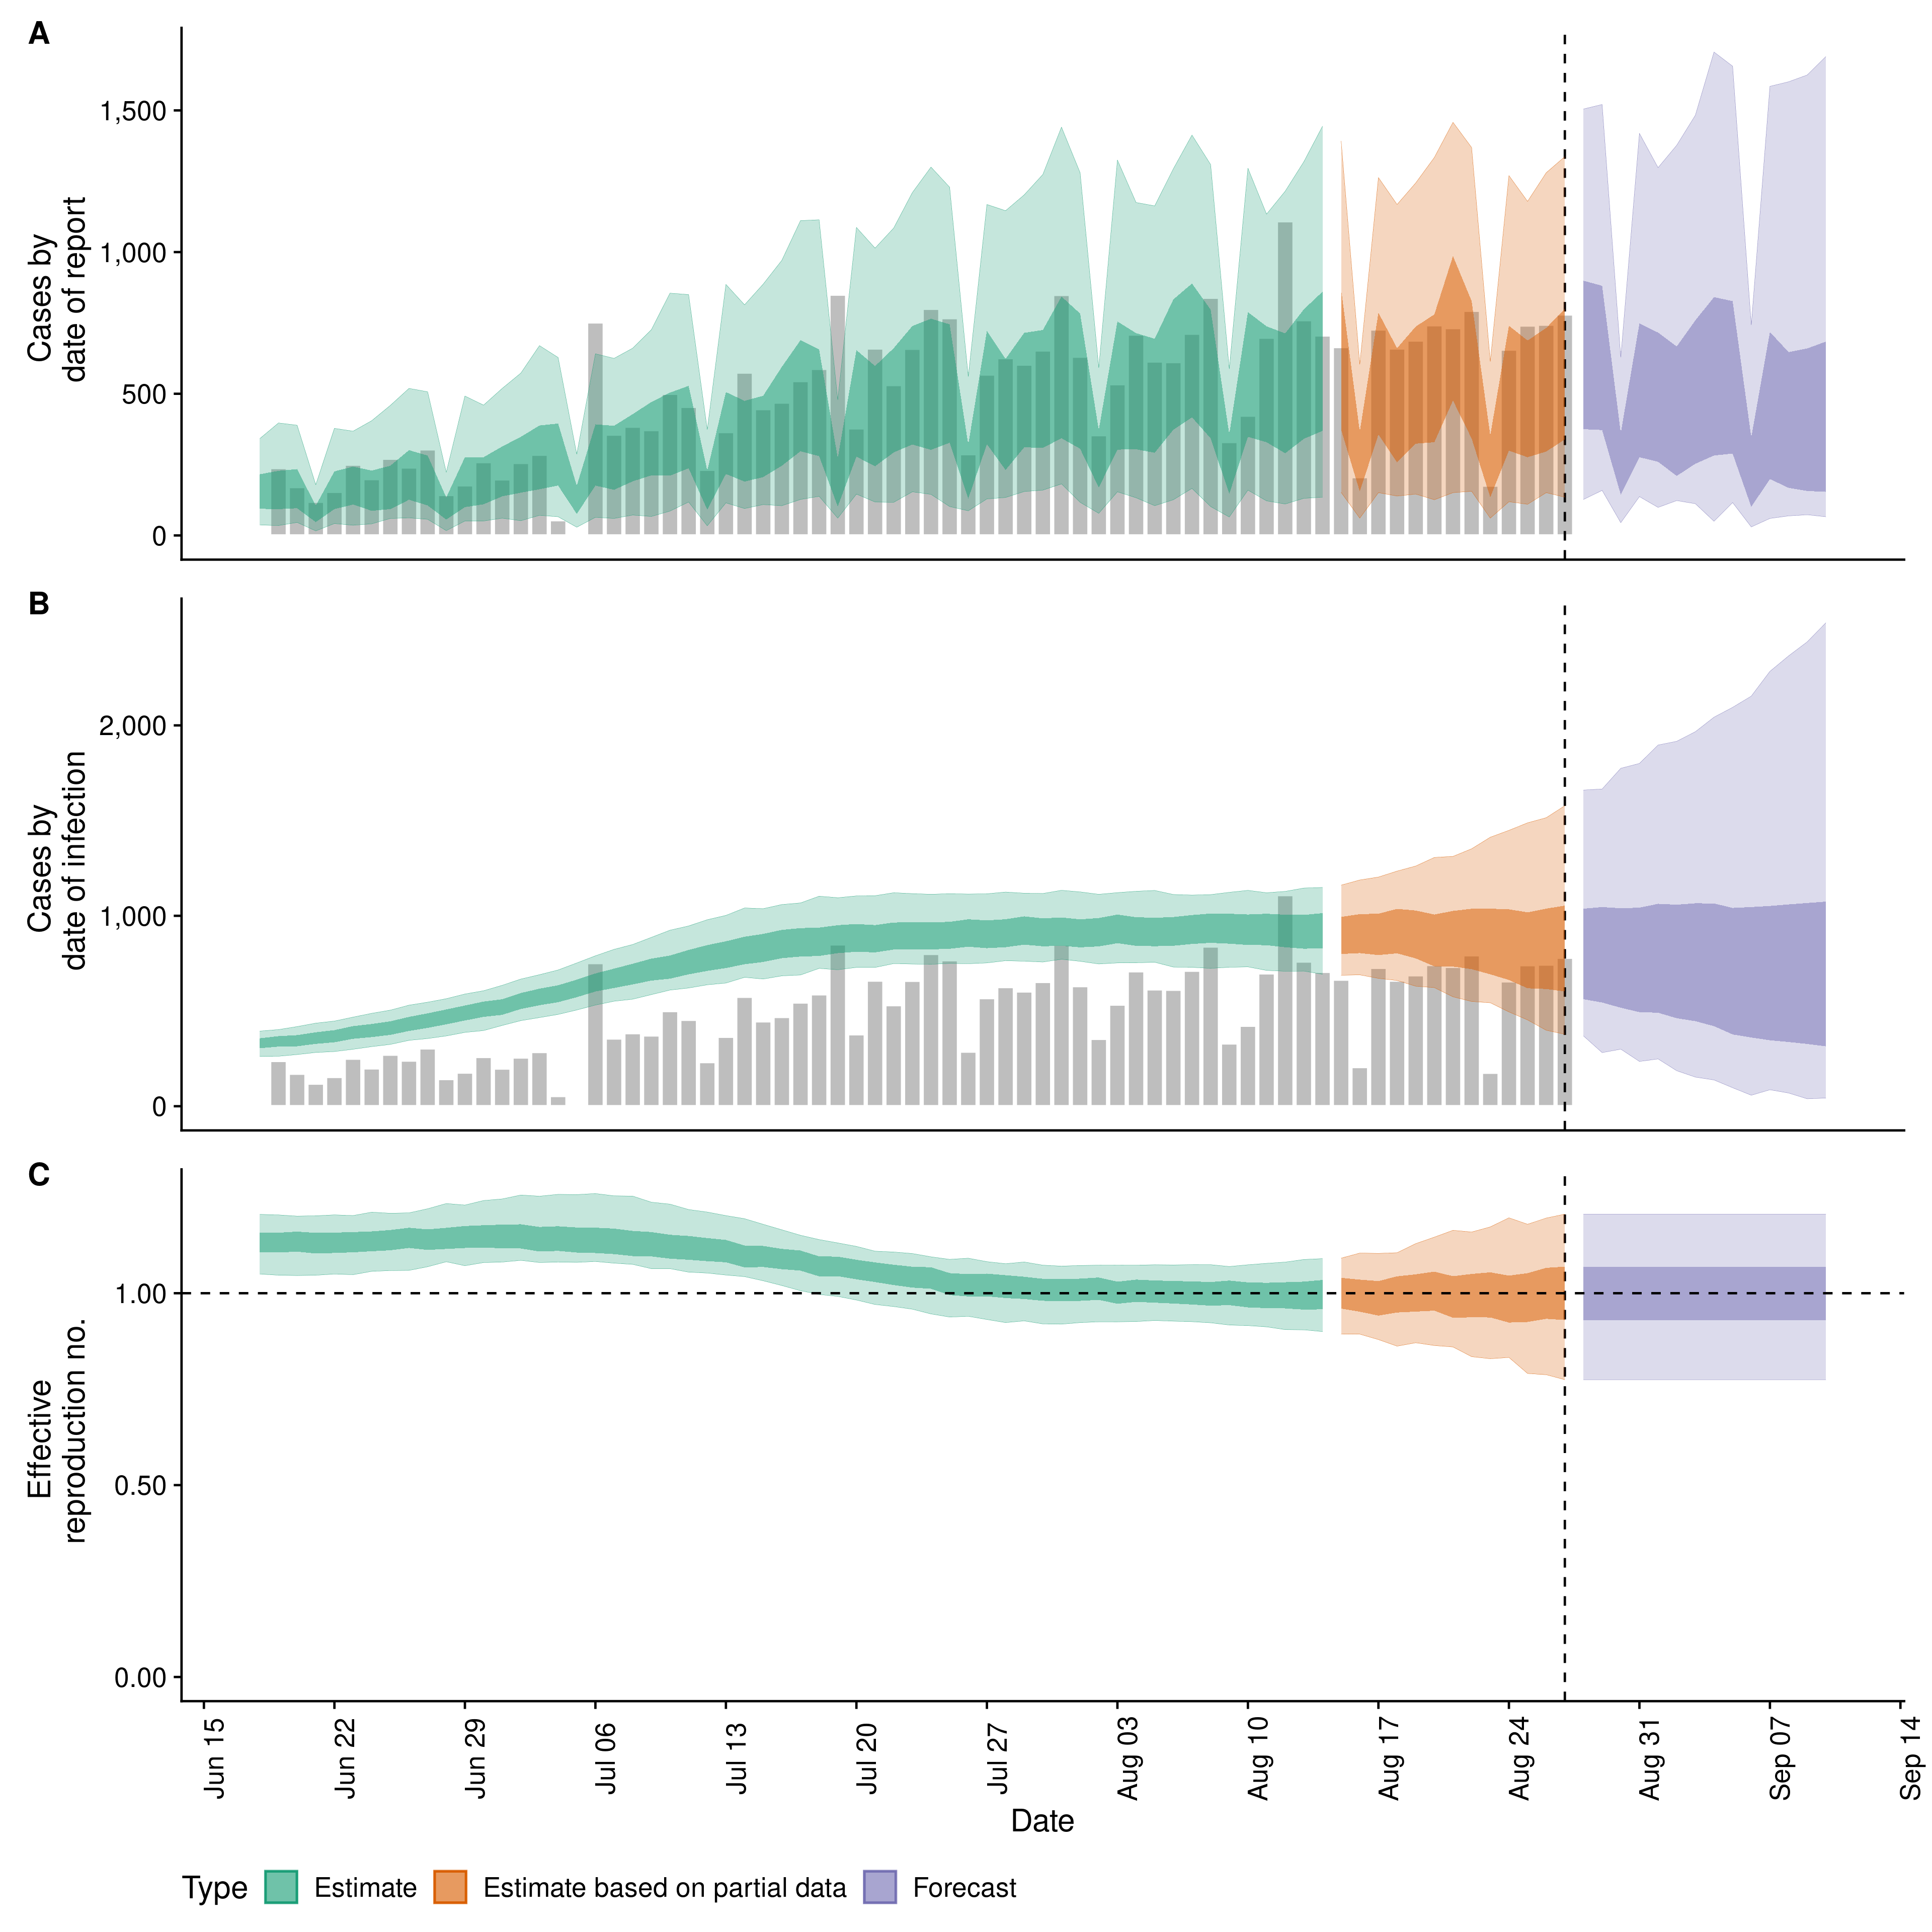 A
Cases by
date of report
1,500
1,000
500
0
B
Cases by
date of infection
2,000
1,000
0
C
Effective
reproduction no.
1.00
0.50
0.00
Jun 15
Jun 22
Jun 29
Jul 06
Jul 13
Jul 20
Jul 27
Aug 03
Aug 10
Aug 17
Aug 24
Aug 31
Sep 07
Sep 14
Date
Type Estimate Estimate based on partial data Forecast